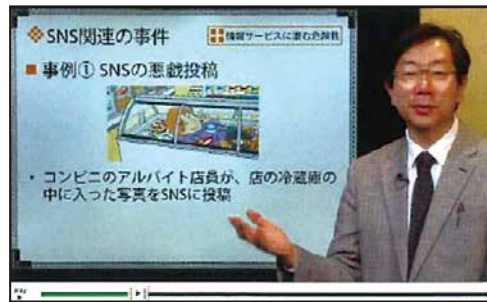 SNS関連の事件
情報サービスに潜む危険性
事例① SNSの悪戯投稿
・コンビニのアルバイト店員が、店の冷蔵庫の
中に入った写真をSNSに投稿